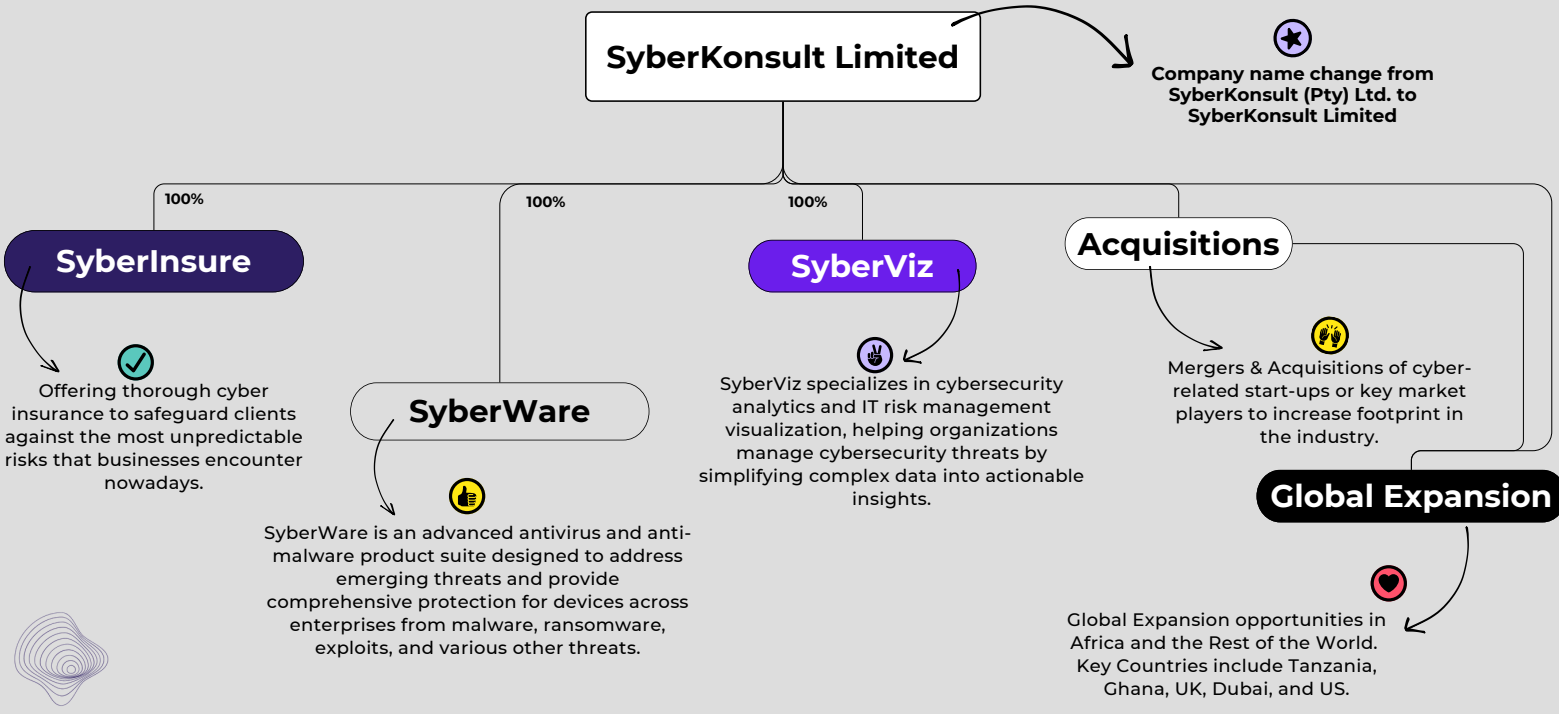 SyberKonsult Limited
Company name change from
SyberKonsult (Pty) Ltd. to
SyberKonsult Limited
100%
100%
100%
SyberInsure
Offering thorough cyber
insurance to safeguard clients
against the most unpredictable
risks that businesses encounter
nowadays.
SyberWare
SyberWare is an advanced antivirus and anti-
malware product suite designed to address
emerging threats and provide
comprehensive protection for devices across
enterprises from malware, ransomware,
exploits, and various other threats.
SyberViz
SyberViz specializes in cybersecurity
analytics and IT risk management
visualization, helping organizations
manage cybersecurity threats by
simplifying complex data into actionable
insights.
Acquisitions
Mergers & Acquisitions of cyber-
related start-ups or key market
players to increase footprint in
the industry.
Global Expansion
Global Expansion opportunities in
Africa and the Rest of the World.
Key Countries include Tanzania,
Ghana, UK, Dubai, and US.